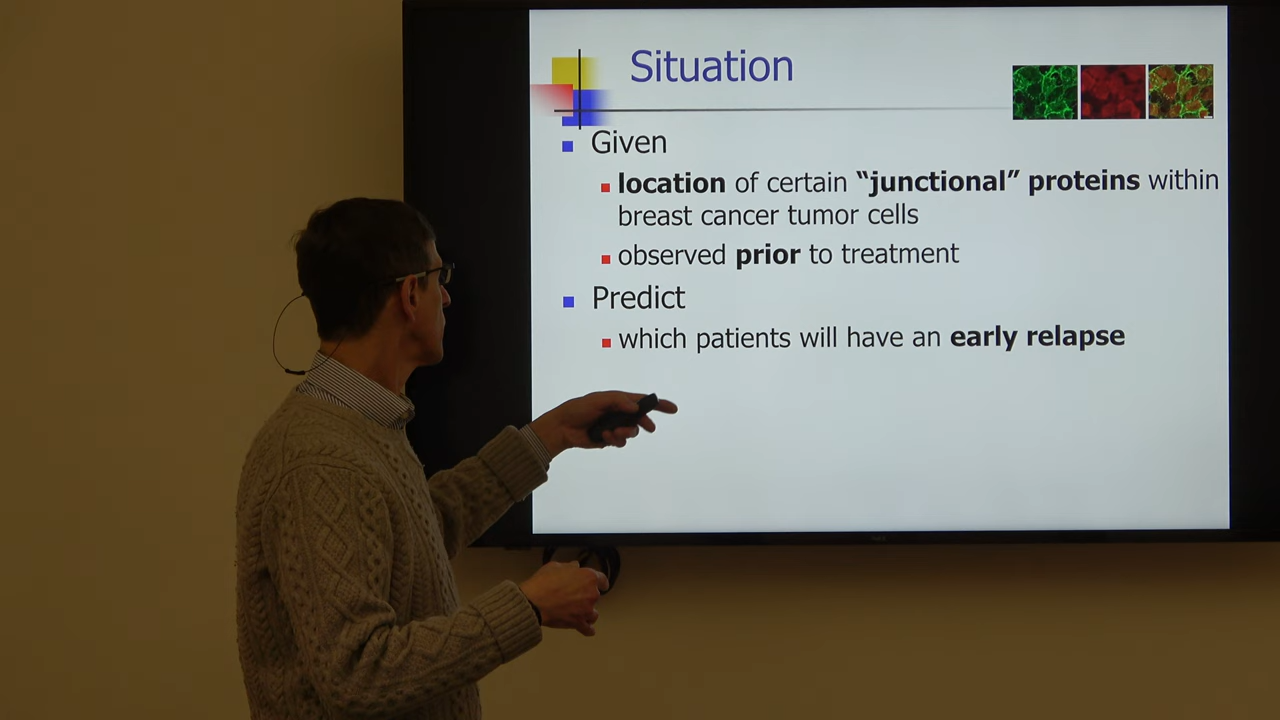 Situation
Given
location of certain “junctional” proteins within
breast cancer tumor cells
observed prior to treatment
Predict
which patients will have an early relapse